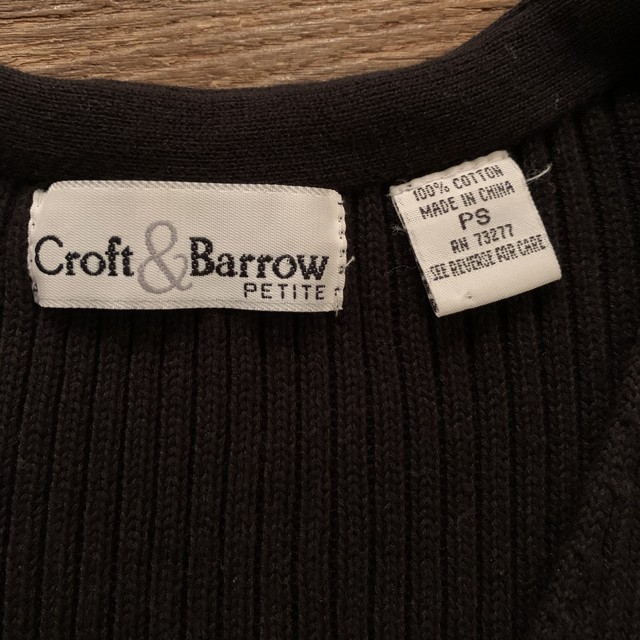 Croft & Barrow
PETITE
100% COTTON
MADE IN CHINA
PS
RN 73277
SEE REVERSE FOR CARE